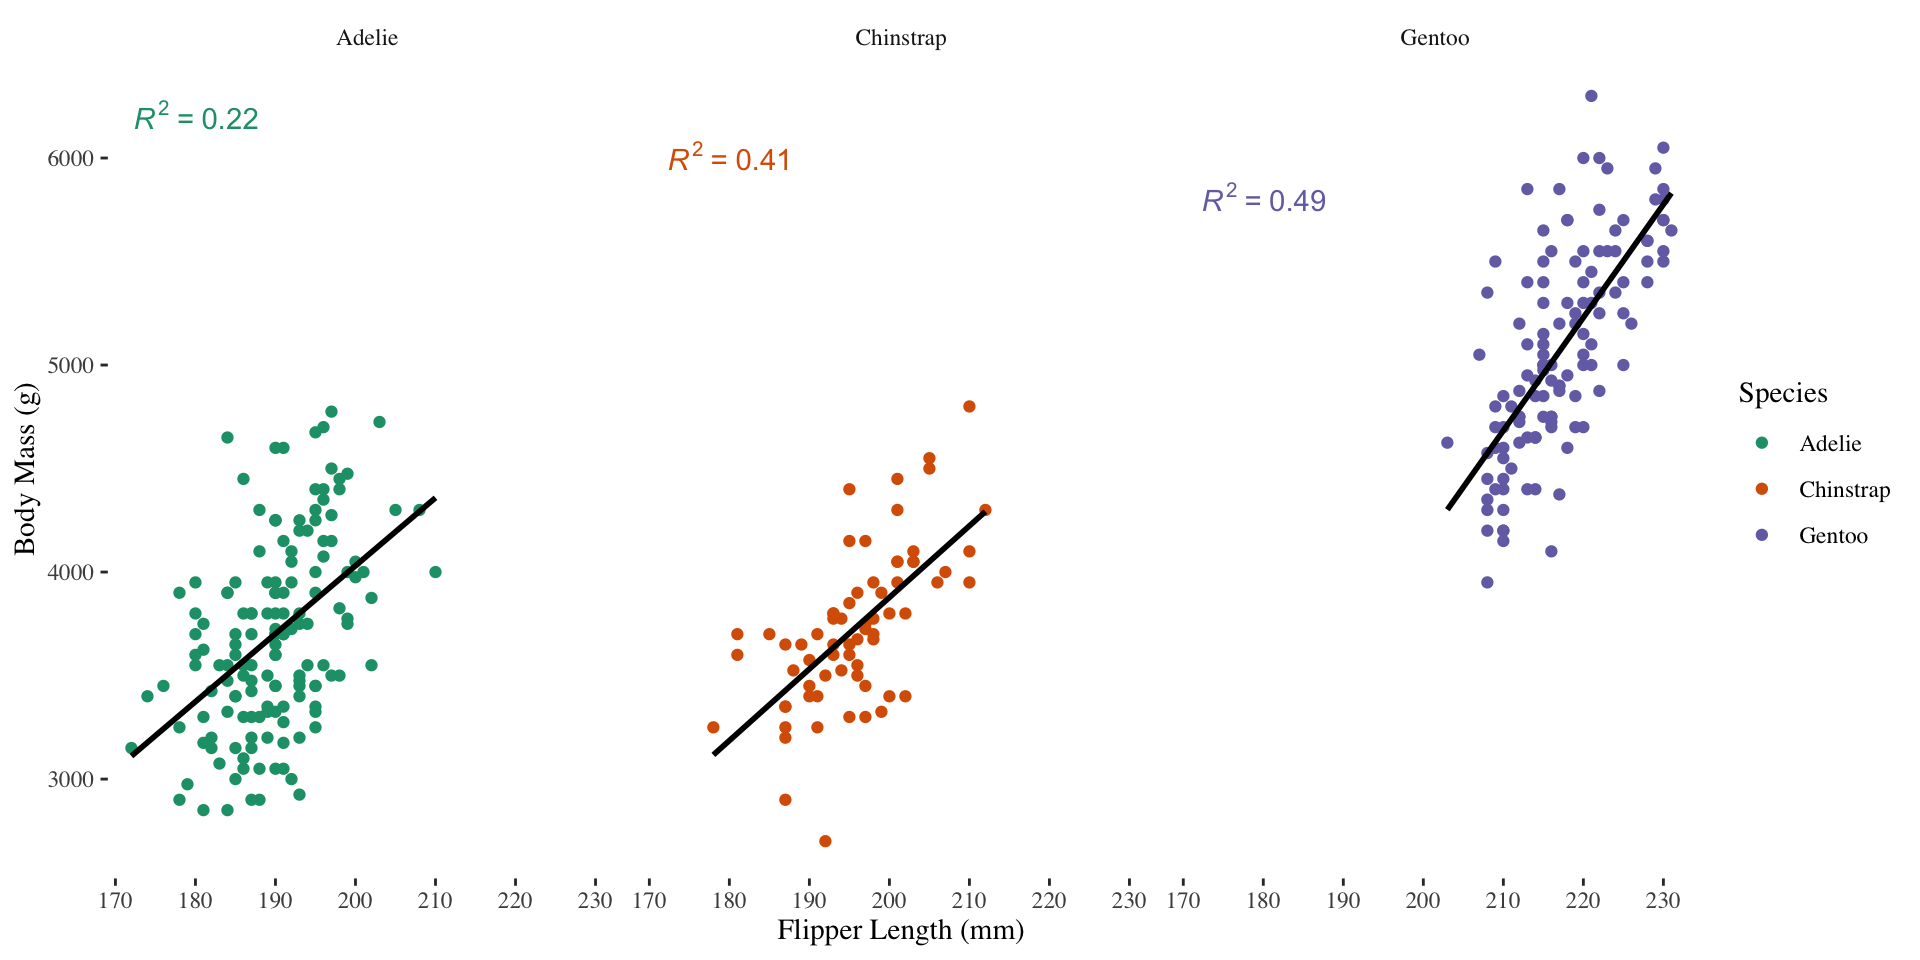 Adelie Chinstrap Gentoo
R² = 0.22
R² = 0.41
R² = 0.49
6000
5000
4000
3000
Body Mass (g)
170 180 190 200 210 220 230 170 180 190 200 210 220 230 170 180 190 200 210 220 230
Flipper Length (mm)
Species
Adelie
Chinstrap
Gentoo